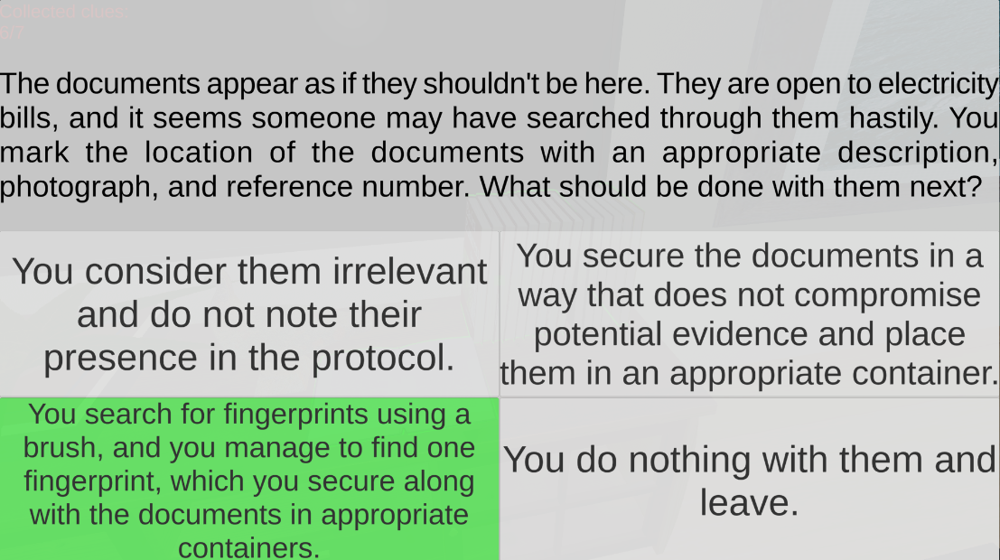 Collected clues:
6/7
The documents appear as if they shouldn't be here. They are open to electricity
bills, and it seems someone may have searched through them hastily. You
mark the location of the documents with an appropriate description,
photograph, and reference number. What should be done with them next?
You consider them irrelevant
and do not note their
presence in the protocol.
You secure the documents in a
way that does not compromise
potential evidence and place
them in an appropriate container.
You search for fingerprints using a
brush, and you manage to find one
fingerprint, which you secure along
with the documents in appropriate
containers.
You do nothing with them and
leave.